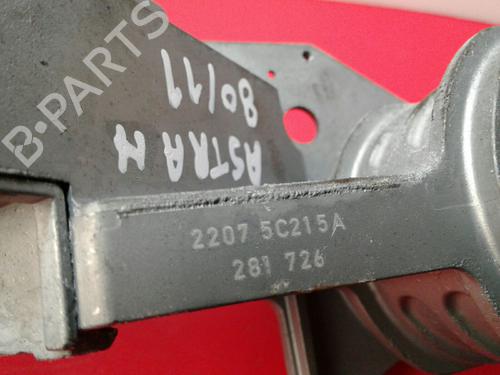 B-PARTS
ASTRA H
80/11
2207 5C215A
281 726